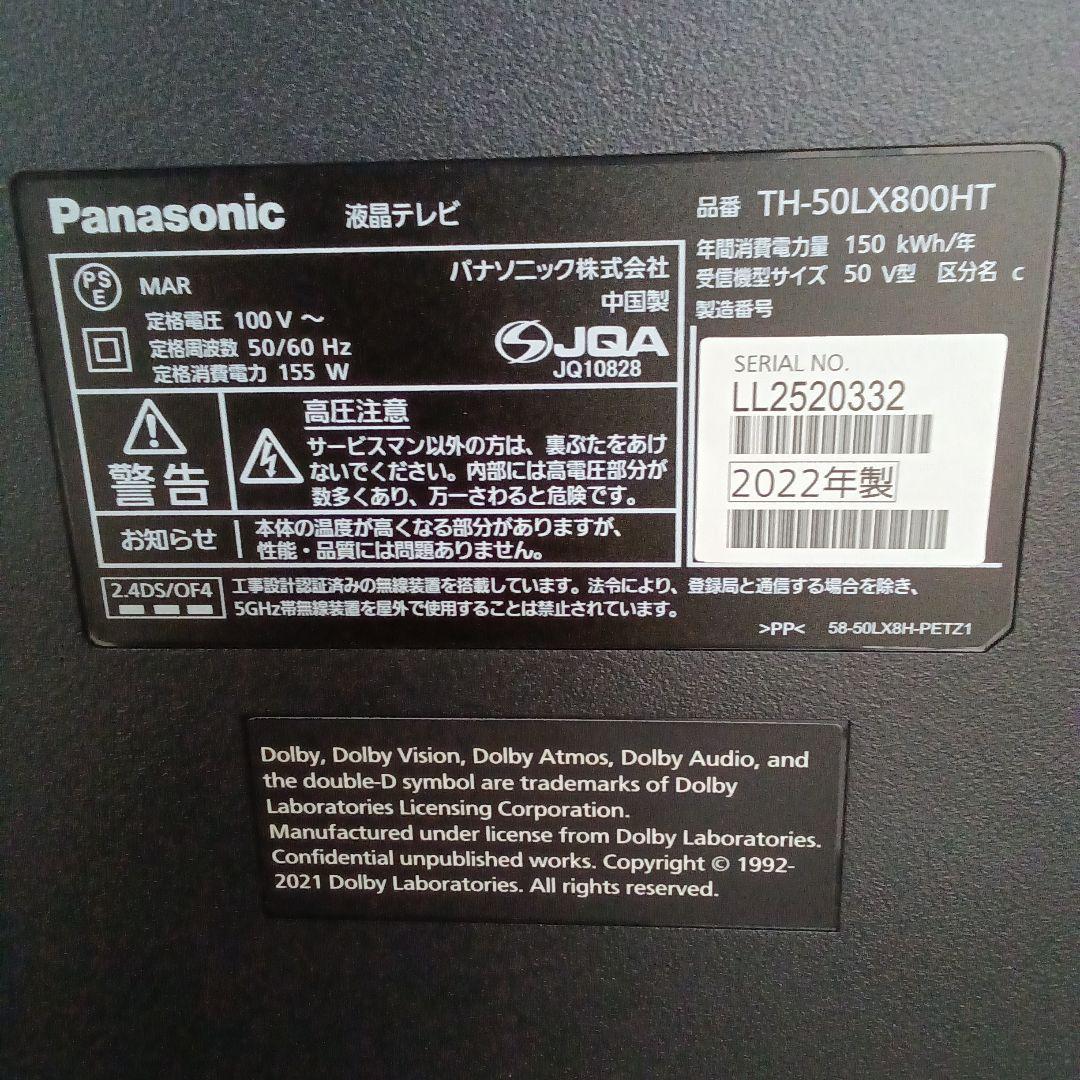 Panasonic 液晶テレビ
品番 TH-50LX800HT
年間消費電力量 150 kWh/年
受信機型サイズ 50 V型 区分名 c
製造番号
PS
E
MAR
パナソニック株式会社
中国製
定格電圧 100 V ～
定格周波数 50/60 Hz
定格消費電力 155 W
JQA
JQ10828
SERIAL NO.
LL2520332
2022年製
警告
高圧注意
サービスマン以外の方は、裏ぶたをあけ
ないでください。内部には高電圧部分が
数多くあり、万一さわると危険です。
お知らせ
本体の温度が高くなる部分がありますが、
性能・品質には問題ありません。
2.4DS/OF4
工事設計認証済みの無線装置を搭載しています。法令により、登録局と通信する場合を除き、
5GHz帯無線装置を屋外で使用することは禁止されています。
>PP< 58-50LX8H-PETZ1
Dolby, Dolby Vision, Dolby Atmos, Dolby Audio, and
the double-D symbol are trademarks of Dolby
Laboratories Licensing Corporation.
Manufactured under license from Dolby Laboratories.
Confidential unpublished works. Copyright © 1992-
2021 Dolby Laboratories. All rights reserved.